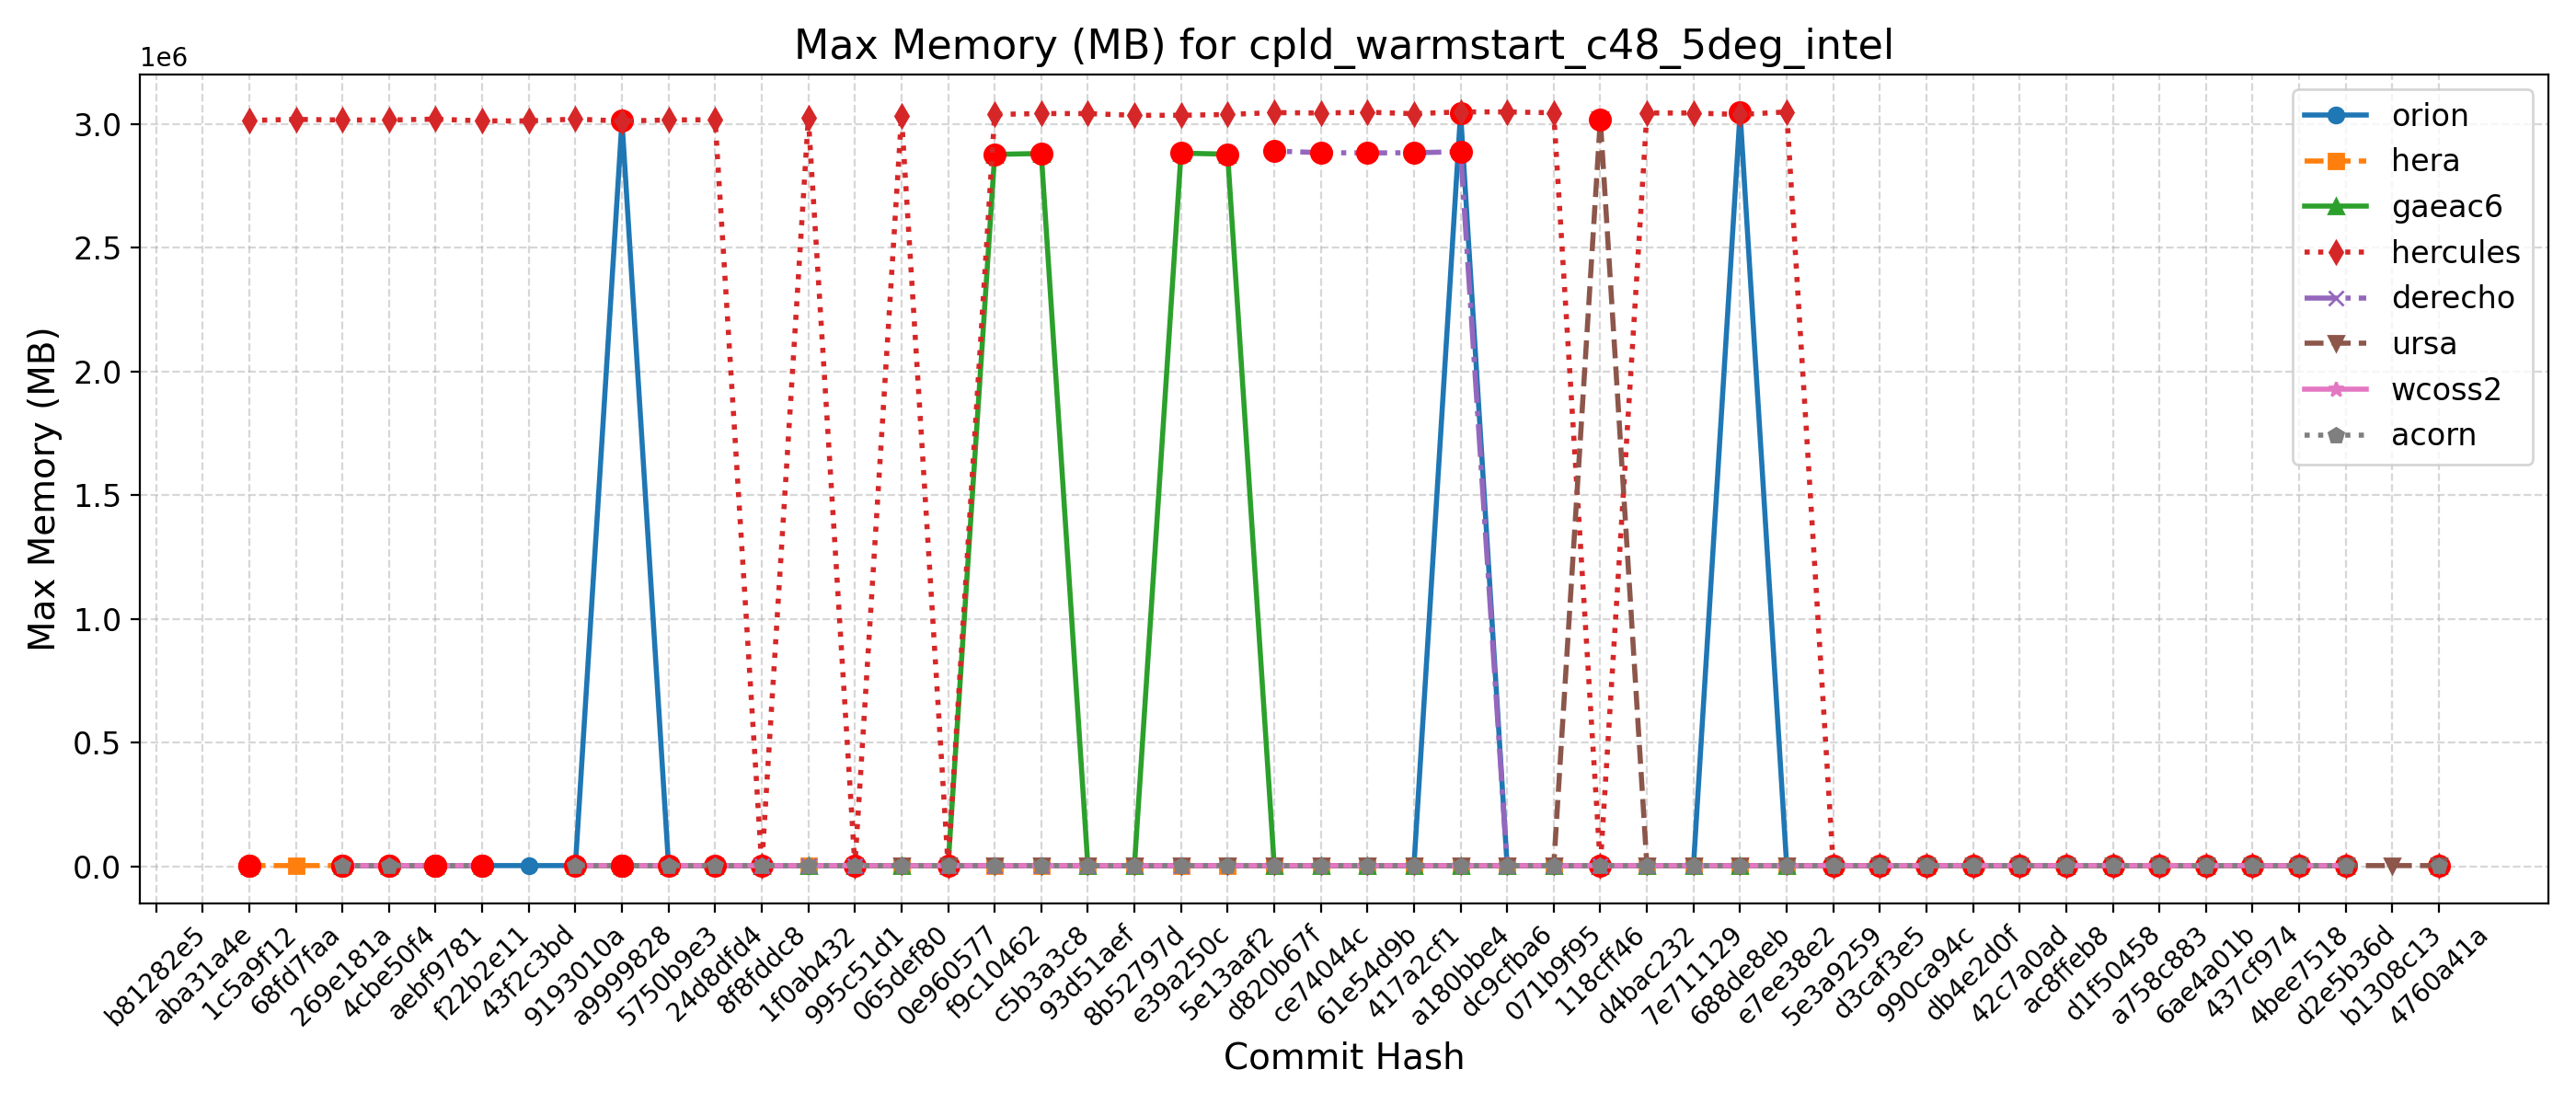 Max Memory (MB) for cpld_warmstart_c48_5deg_intel
1e6
Max Memory (MB)
3.0
2.5
2.0
1.5
1.0
0.5
0.0
orion
hera
gaeac6
hercules
derecho
ursa
wcoss2
acorn
b81282e5
aba31a4e
1c5a9f12
68fd7faa
269e181a
4cbe50f4
aebf9781
f22b2e11
43f2c3bd
9193010a
a9999828
5750b9e3
24d8dfd4
8f8fddc8
1f0ab432
995c51d1
065def80
0e960577
f9c10462
c5b3a3c8
93d51aef
8b52797d
e39a250c
5e13aaf2
d820b67f
ce74044c
61e54d9b
417a2cf1
a180bbe4
dc9cfba6
071b9f95
118cff46
d4bac232
7e711129
688de8eb
e7ee38e2
5e3a9259
d3caf3e5
990ca94c
db4e2d0f
42c7a0ad
ac8ffeb8
d1f50458
a758c883
6ae4a01b
437cf974
4bee7518
d2e5b36d
b1308c13
4760a41a
Commit Hash